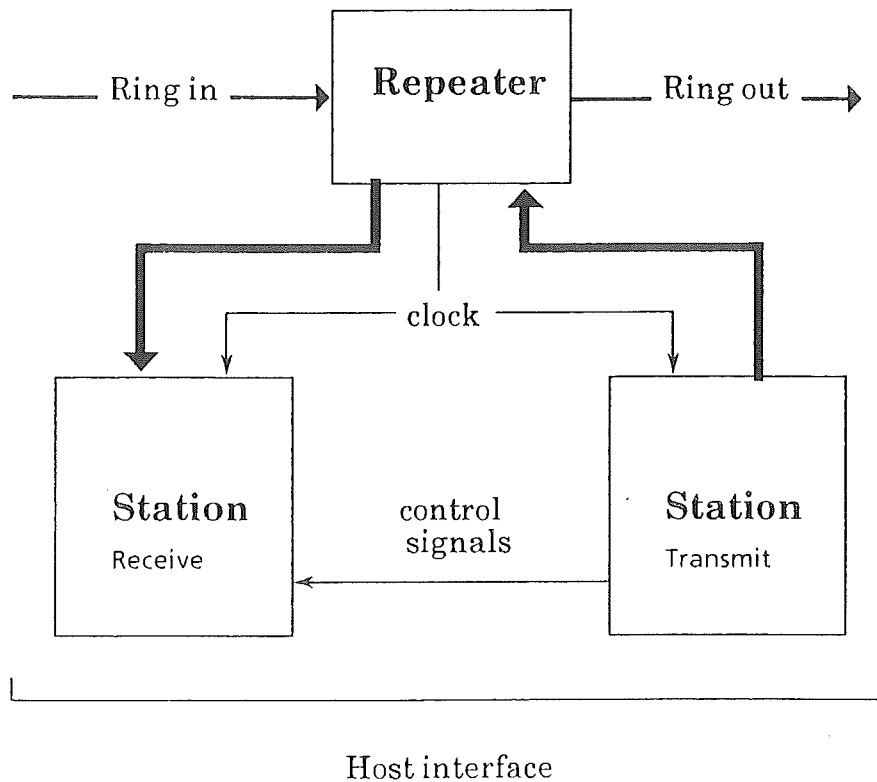 Ring in
Repeater
Ring out
clock
Station
Receive
control
signals
Station
Transmit
Host interface